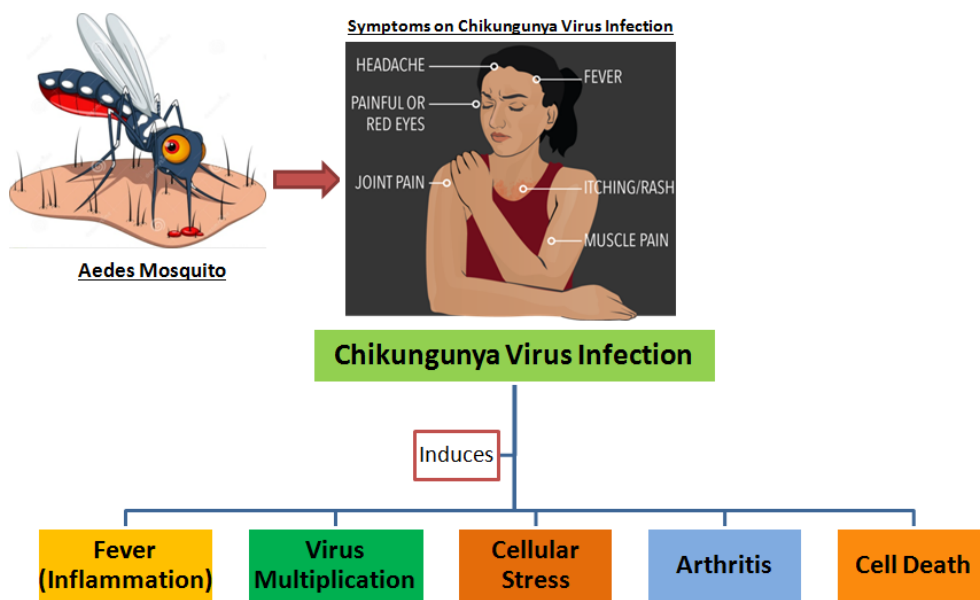 Symptoms on Chikungunya Virus Infection
HEADACHE
FEVER
PAINFUL OR
RED EYES
JOINT PAIN
ITCHING/RASH
MUSCLE PAIN
Aedes Mosquito
Chikungunya Virus Infection
Induces
Fever
(Inflammation)
Virus
Multiplication
Cellular
Stress
Arthritis
Cell Death